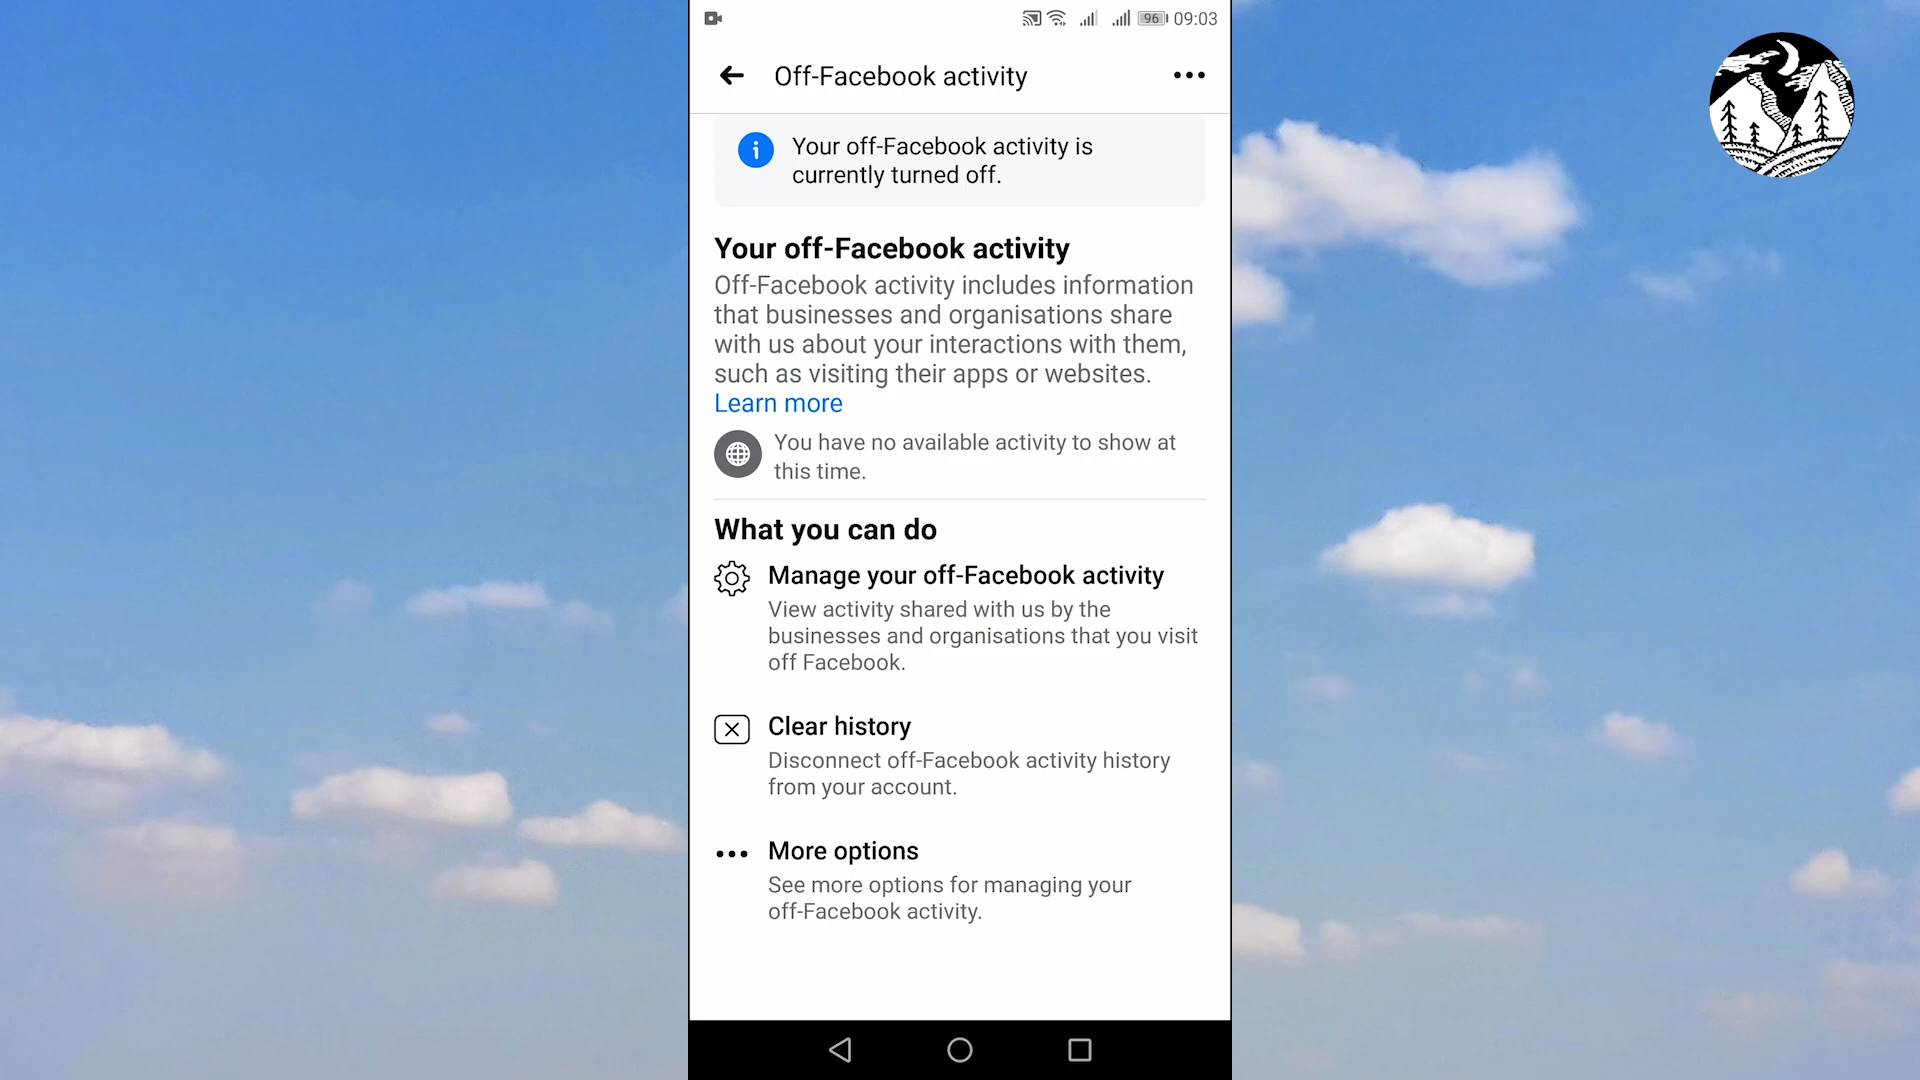 96 09:03
Off-Facebook activity
Your off-Facebook activity is
currently turned off.
Your off-Facebook activity
Off-Facebook activity includes information
that businesses and organisations share
with us about your interactions with them,
such as visiting their apps or websites.
Learn more
You have no available activity to show at
this time.
What you can do
Manage your off-Facebook activity
View activity shared with us by the
businesses and organisations that you visit
off Facebook.
Clear history
Disconnect off-Facebook activity history
from your account.
More options
See more options for managing your
off-Facebook activity.